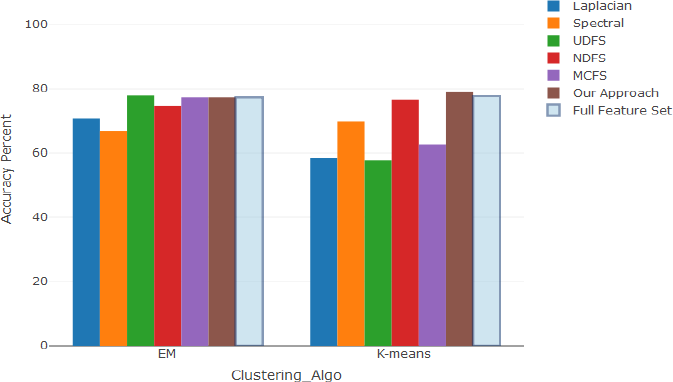 Accuracy Percent
100
80
60
40
20
0
EM
K-means
Clustering_Algo
Laplacian
Spectral
UDFS
NDFS
MCFS
Our Approach
Full Feature Set